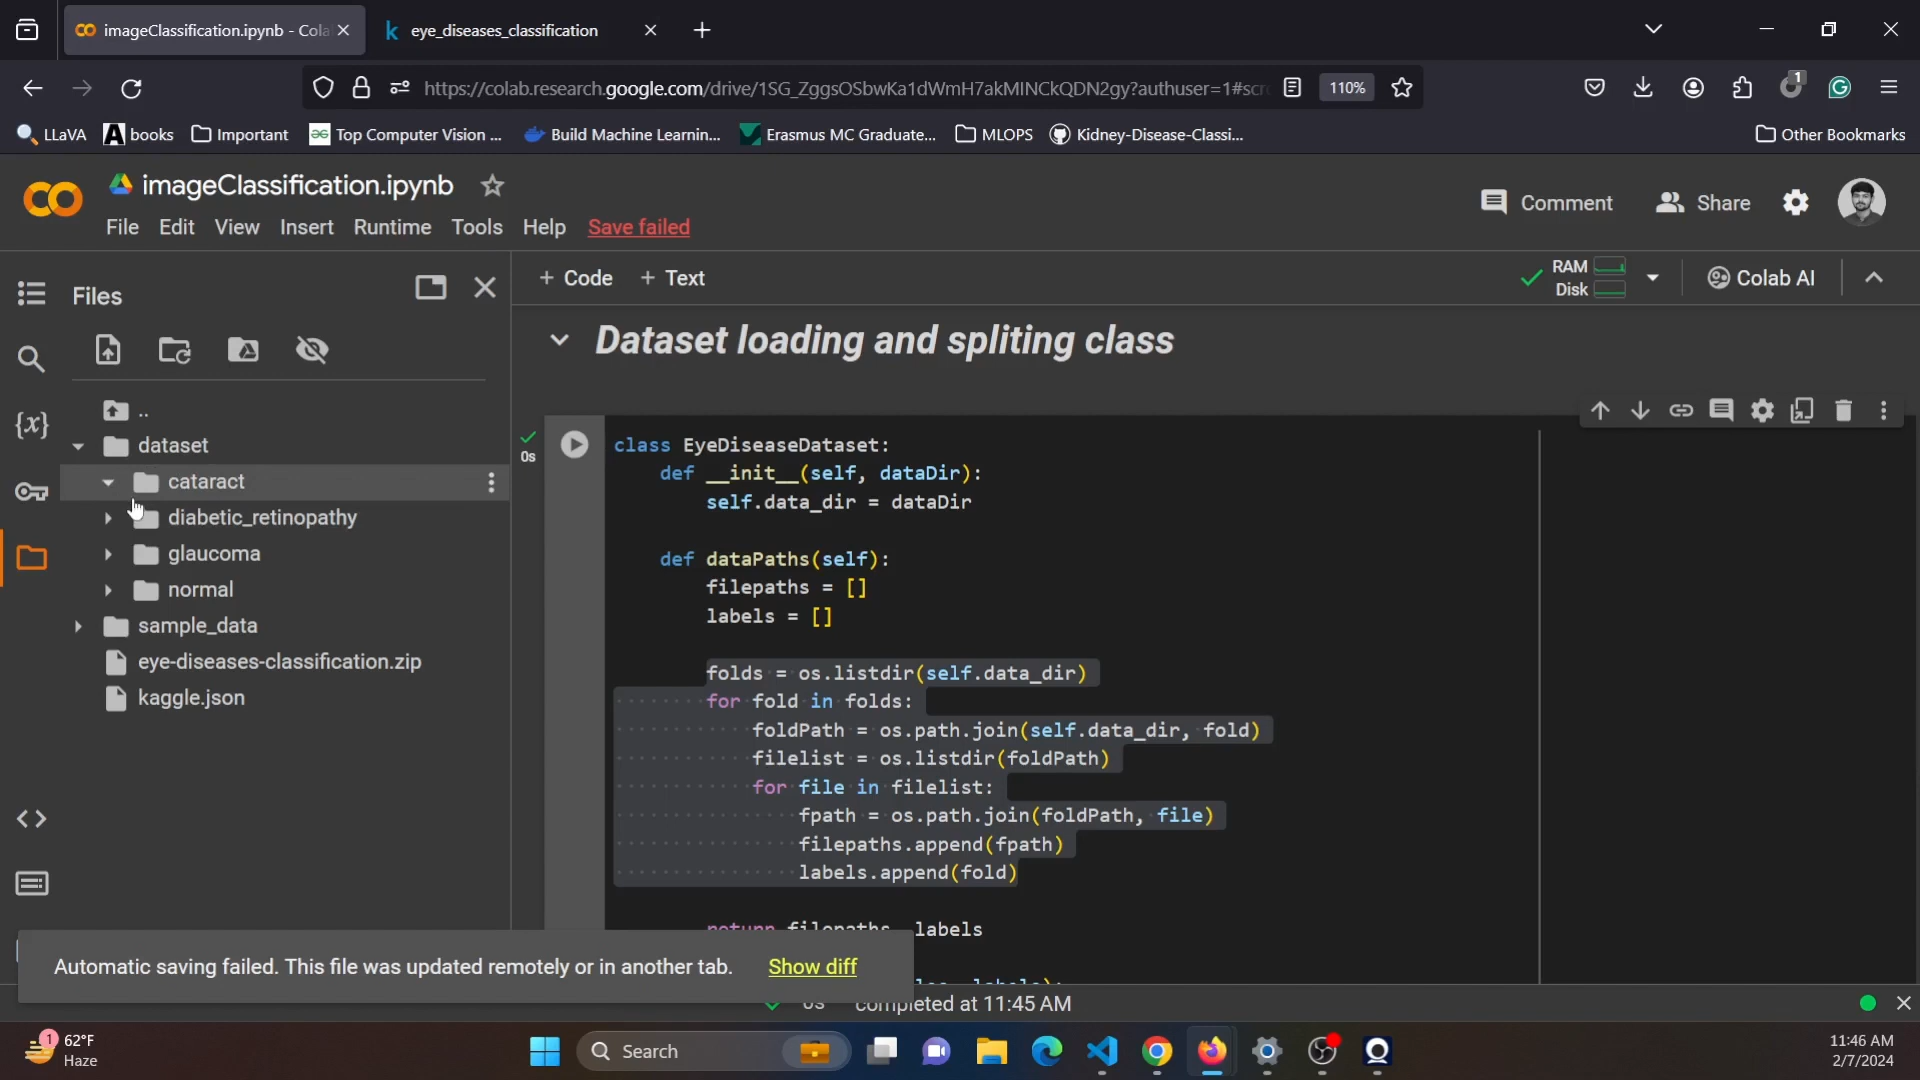 imageClassification.ipynb - Cola
eye_diseases_classification
https://colab.research.google.com/drive/1SG_ZggsOSbwKa1dWmH7akMINCkQDN2gy?authuser=1#scr
110%
1
LLaVA
books
Important
Top Computer Vision ...
Build Machine Learnin...
Erasmus MC Graduate...
MLOPS
Kidney-Disease-Classi...
Other Bookmarks
imageClassification.ipynb
Comment
Share
File
Edit
View
Insert
Runtime
Tools
Help
Save failed
Files
+ Code
+ Text
RAM
Disk
Colab AI
..
dataset
cataract
diabetic_retinopathy
glaucoma
normal
sample_data
eye-diseases-classification.zip
kaggle.json
{x}
Dataset loading and spliting class
0s
class EyeDiseaseDataset:
def __init__(self, dataDir):
self.data_dir = dataDir
def dataPaths(self):
filepaths = []
labels = []
folds = os.listdir(self.data_dir)
for fold in folds:
foldPath = os.path.join(self.data_dir, fold)
filelist = os.listdir(foldPath)
for file in filelist:
fpath = os.path.join(foldPath, file)
filepaths.append(fpath)
labels.append(fold)
return filepaths, labels
Automatic saving failed. This file was updated remotely or in another tab.
Show diff
0s
completed at 11:45 AM
1
62°F
Haze
Search
11:46 AM
2/7/2024